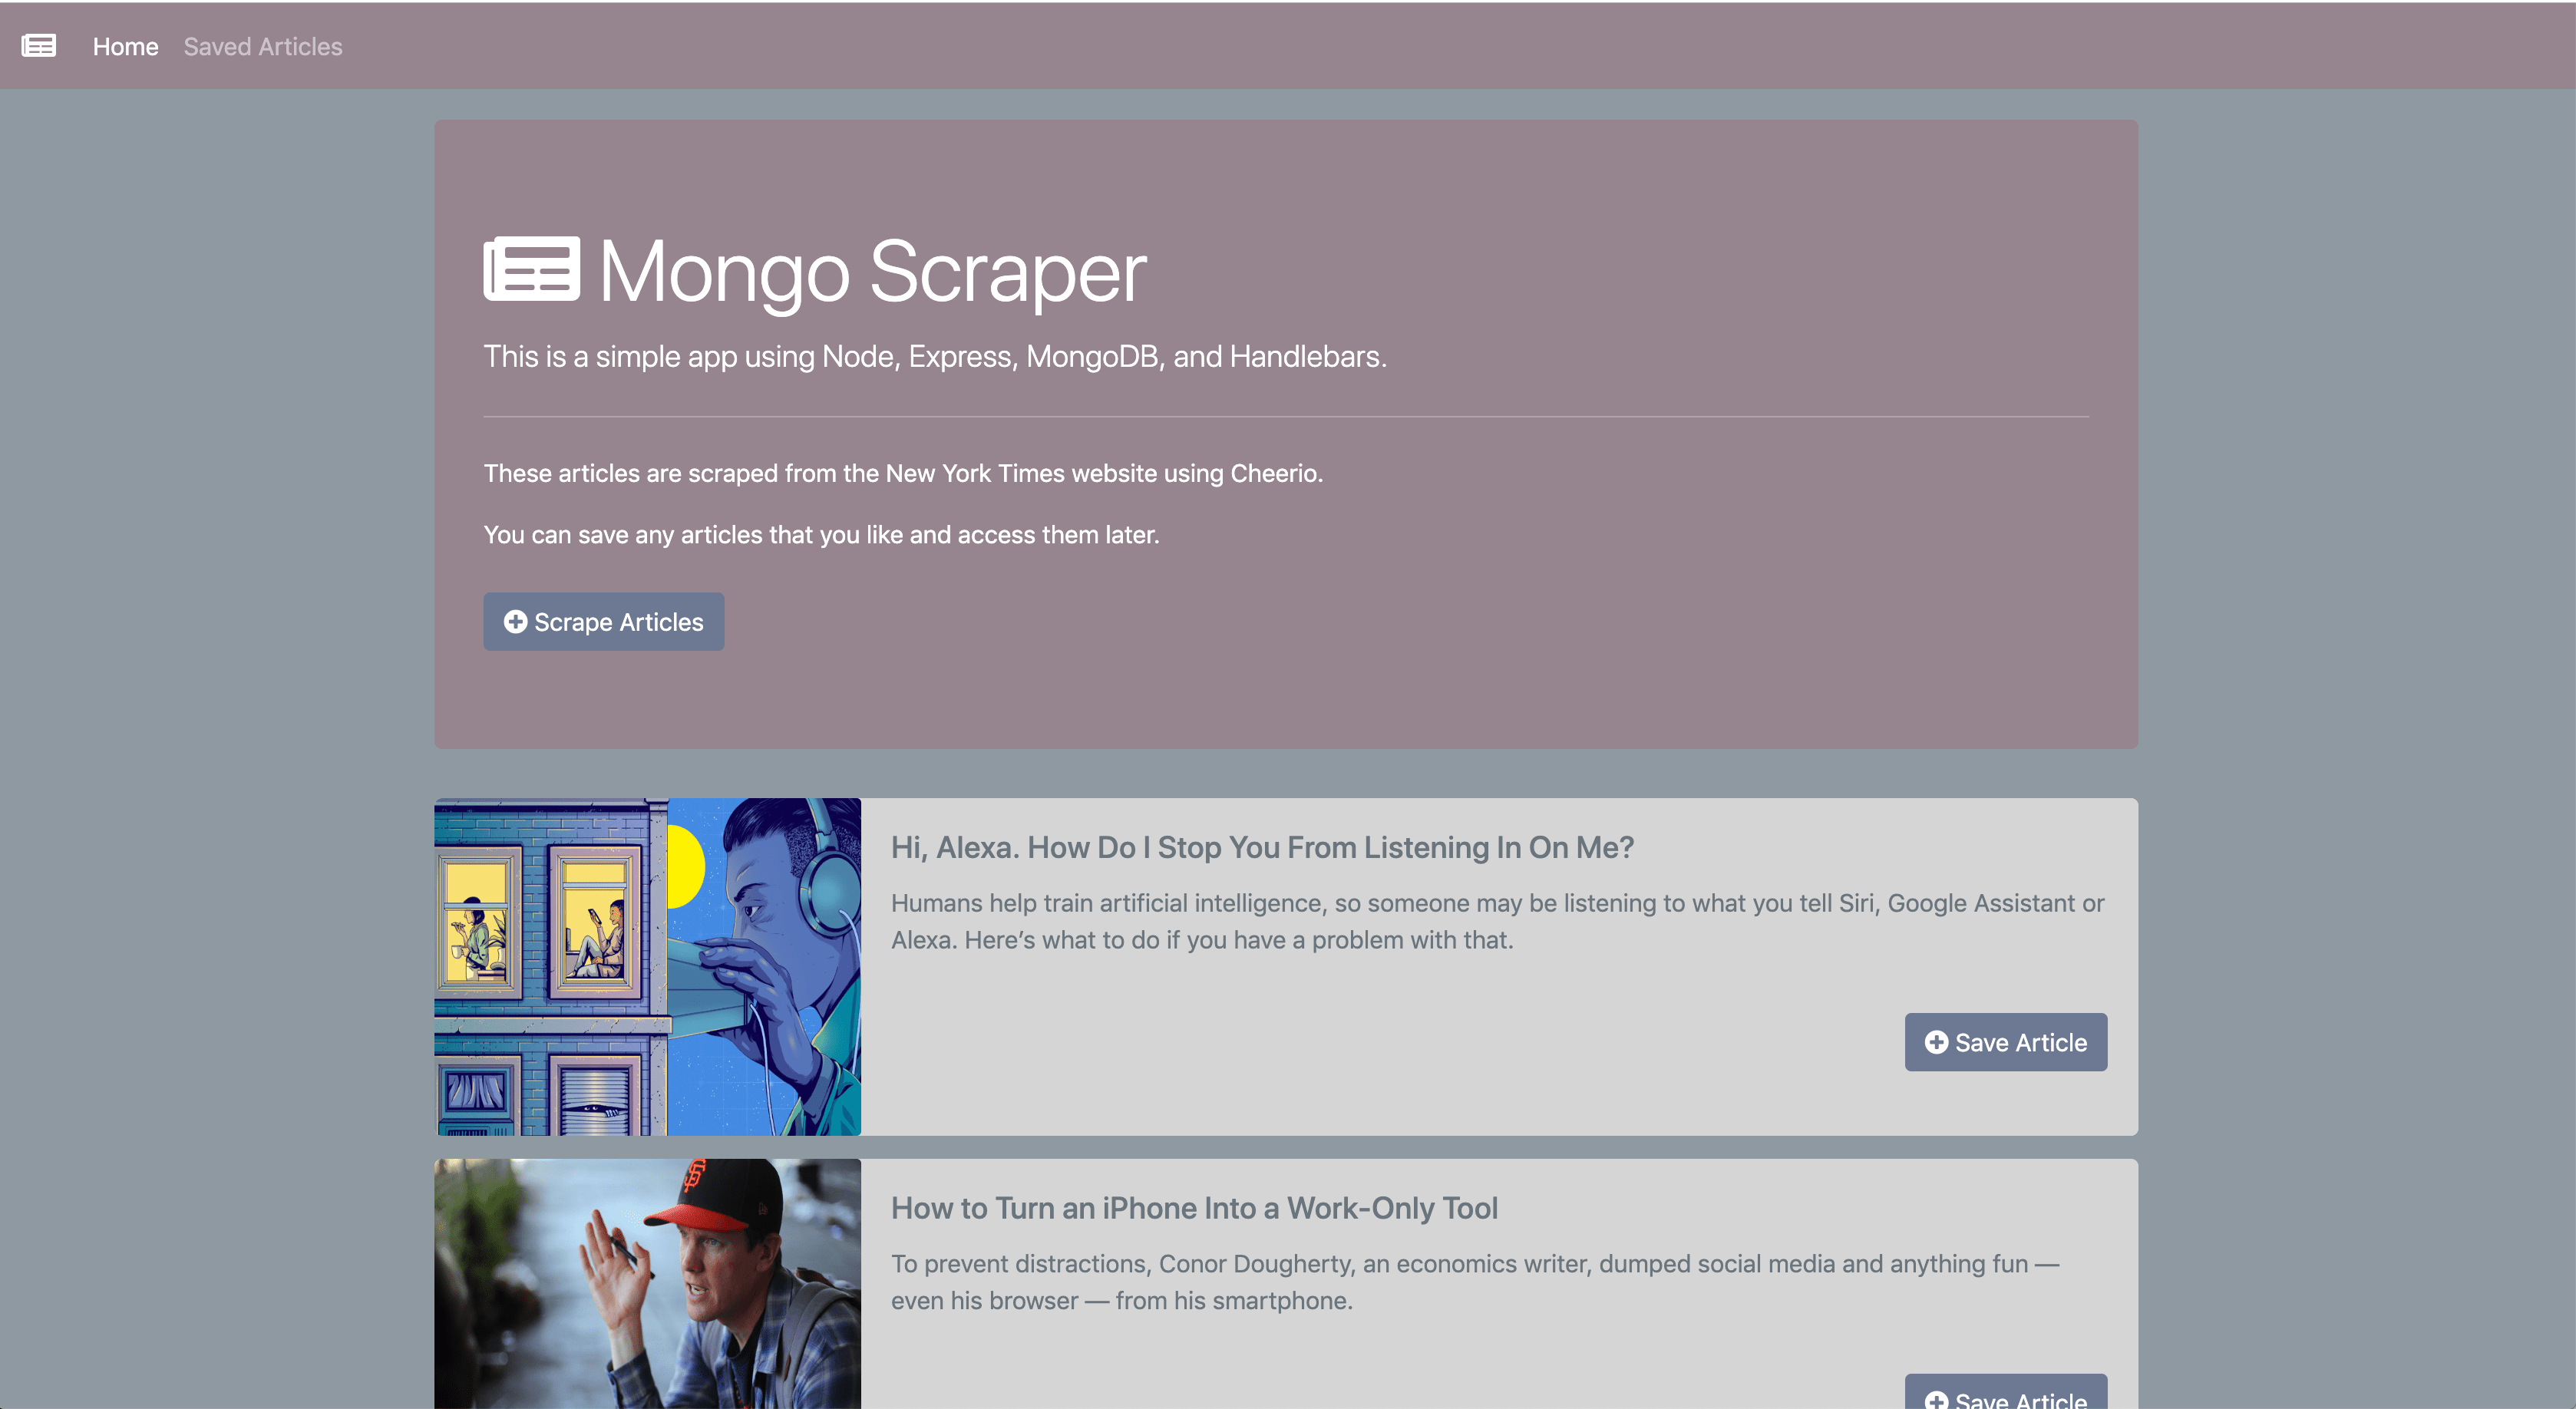 Home Saved Articles
Mongo Scraper
This is a simple app using Node, Express, MongoDB, and Handlebars.
These articles are scraped from the New York Times website using Cheerio.
You can save any articles that you like and access them later.
Scrape Articles
Hi, Alexa. How Do I Stop You From Listening In On Me?
Humans help train artificial intelligence, so someone may be listening to what you tell Siri, Google Assistant or
Alexa. Here’s what to do if you have a problem with that.
Save Article
SF
How to Turn an iPhone Into a Work-Only Tool
To prevent distractions, Conor Dougherty, an economics writer, dumped social media and anything fun —
even his browser — from his smartphone.
Save Article